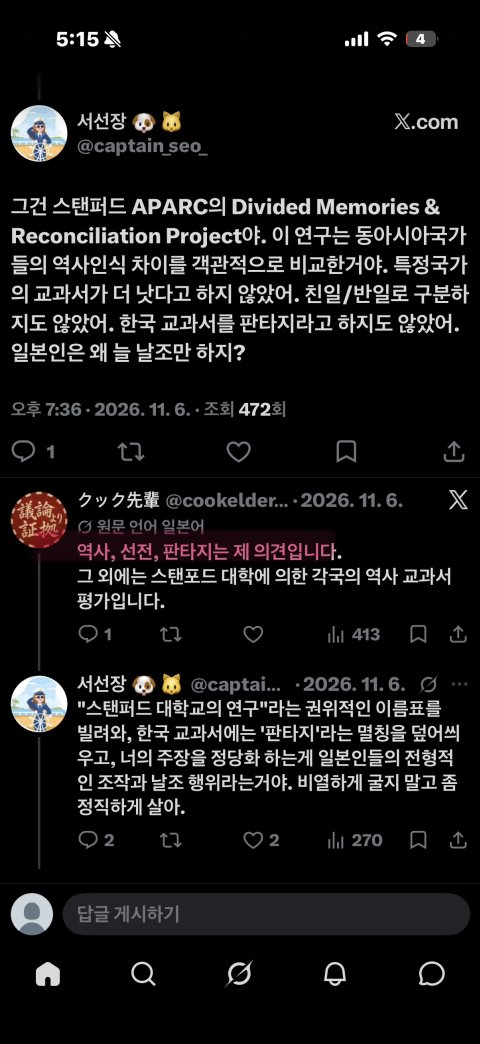 5:15
4
서선장 🐶 🐱
@captain_seo_
X.com
그건 스탠퍼드 APARC의 Divided Memories &
Reconciliation Project야. 이 연구는 동아시아국가
들의 역사인식 차이를 객관적으로 비교한거야. 특정국가
의 교과서가 더 낫다고 하지 않았어. 친일/반일로 구분하
지도 않았어. 한국 교과서를 판타지라고 하지도 않았어.
일본인은 왜 늘 날조만 하지?
오후 7:36 · 2026. 11. 6. · 조회 472회
1
議論より
証拠
クック先輩 @cookelder... · 2026. 11. 6.
원문 언어 일본어
역사, 선전, 판타지는 제 의견입니다.
그 외에는 스탠포드 대학에 의한 각국의 역사 교과서
평가입니다.
1 413
서선장 🐶 🐱 @captai... · 2026. 11. 6.
"스탠퍼드 대학교의 연구"라는 권위적인 이름표를
빌려와, 한국 교과서에는 '판타지'라는 멸칭을 덮어씌
우고, 너의 주장을 정당화 하는게 일본인들의 전형적
인 조작과 날조 행위라는거야. 비열하게 굴지 말고 좀
정직하게 살아.
2 2 270
답글 게시하기